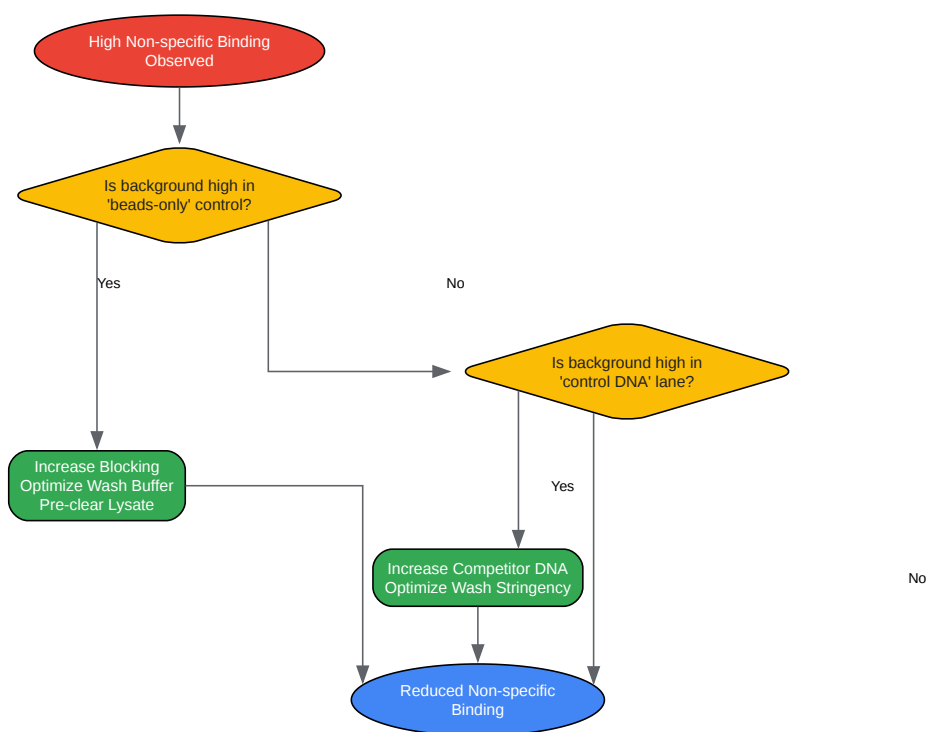 High Non-specific Binding
Observed
Is background high in
'beads-only' control?
Yes
No
Is background high in
'control DNA' lane?
Increase Blocking
Optimize Wash Buffer
Pre-clear Lysate
Yes
Increase Competitor DNA
Optimize Wash Stringency
No
Reduced Non-specific
Binding